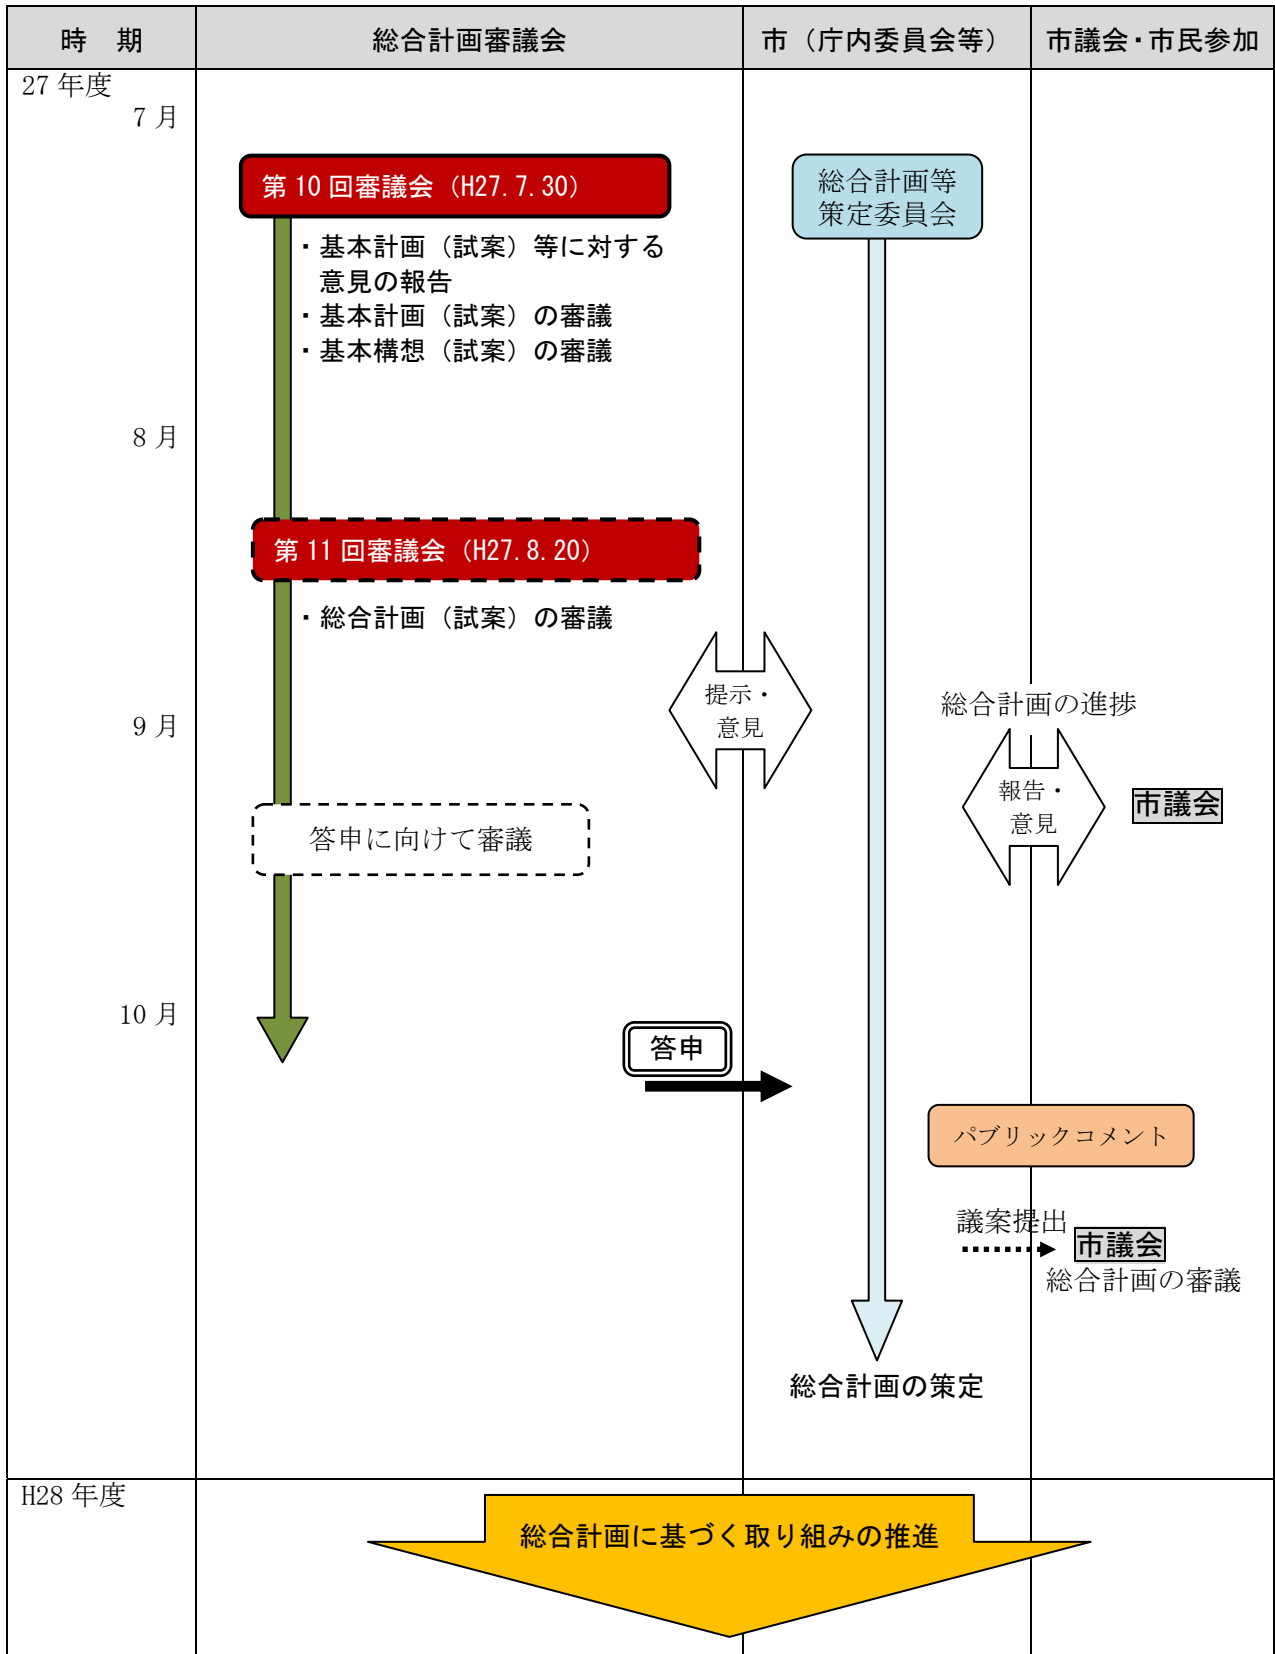 時　期
総合計画審議会
市（庁内委員会等）
市議会・市民参加
27 年度
7 月
第 10 回審議会（H27.7.30）
・基本計画（試案）等に対する
意見の報告
・基本計画（試案）の審議
・基本構想（試案）の審議
総合計画等
策定委員会
8 月
第 11 回審議会（H27.8.20）
・総合計画（試案）の審議
提示・
意見
9 月
総合計画の進捗
報告・
意見
市議会
答申に向けて審議
10 月
答申
パブリックコメント
議案提出
市議会
総合計画の審議
総合計画の策定
H28 年度
総合計画に基づく取り組みの推進